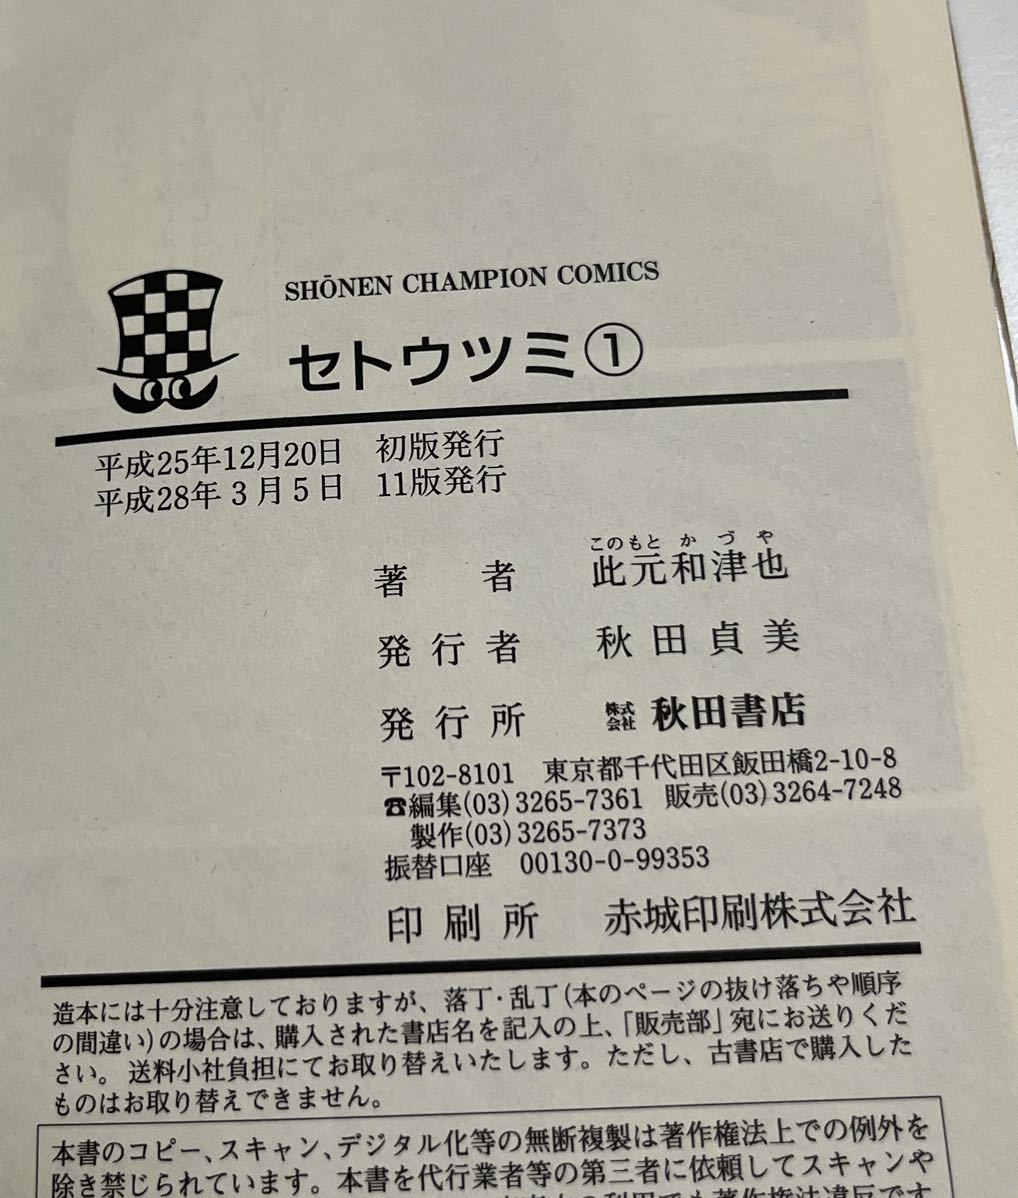 SHŌNEN CHAMPION COMICS
セトウツミ①
平成25年12月20日 初版発行
平成28年3月5日 11版発行
このもと かづや
著者 此元和津也
発行者 秋田貞美
発行所 株式会社 秋田書店
〒102-8101 東京都千代田区飯田橋2-10-8
☎編集(03)3265-7361 販売(03)3264-7248
製作(03)3265-7373
振替口座 00130-0-99353
印刷所 赤城印刷株式会社
造本には十分注意しておりますが、落丁・乱丁(本のページの抜け落ちや順序
の間違い)の場合は、購入された書店名を記入の上、「販売部」宛にお送りくだ
さい。送料小社負担にてお取り替えいたします。ただし、古書店で購入した
ものはお取り替えできません。
本書のコピー、スキャン、デジタル化等の無断複製は著作権法上での例外を
除き禁じられています。本書を代行業者等の第三者に依頼してスキャンや
の利用でも著作権法違反です